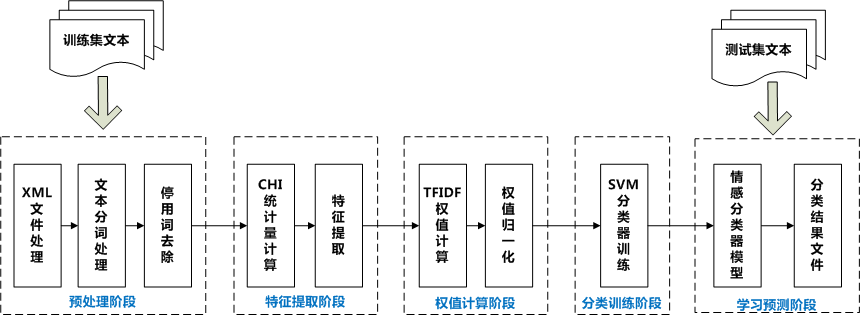 训练集文本
测试集文本
XML文件处理
文本分词处理
停用词去除
CHI统计量计算
特征提取
TFIDF权值计算
权值归一化
SVM分类器训练
情感分类器模型
分类结果文件
预处理阶段
特征提取阶段
权值计算阶段
分类训练阶段
学习预测阶段